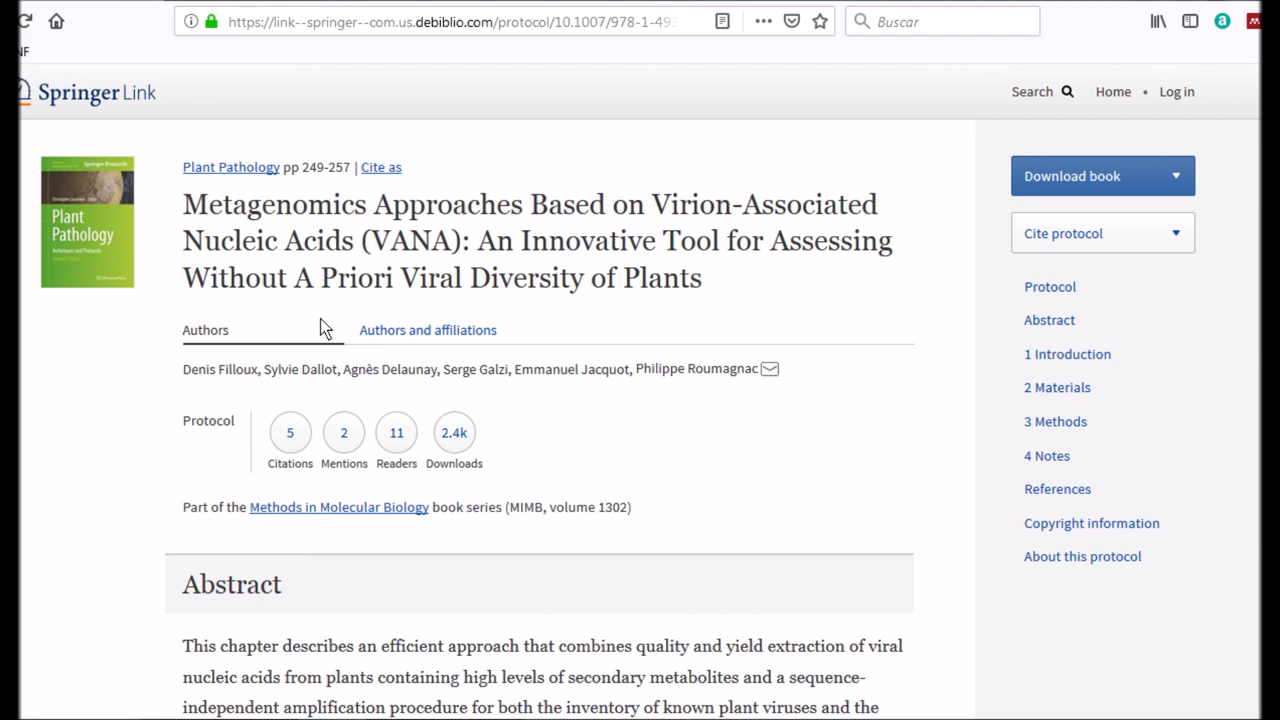 https://link--springer--com.us.debiblio.com/protocol/10.1007/978-1-493
Buscar
NF
Springer Link
Search
Home • Log in
Springer Protocols
Plant
Pathology
Techniques and Protocols
Plant Pathology pp 249-257 | Cite as
Metagenomics Approaches Based on Virion-Associated
Nucleic Acids (VANA): An Innovative Tool for Assessing
Without A Priori Viral Diversity of Plants
Authors
Authors and affiliations
Denis Filloux, Sylvie Dallot, Agnès Delaunay, Serge Galzi, Emmanuel Jacquot, Philippe Roumagnac
Protocol
5
2
11
2.4k
Citations
Mentions
Readers
Downloads
Part of the Methods in Molecular Biology book series (MIMB, volume 1302)
Abstract
This chapter describes an efficient approach that combines quality and yield extraction of viral
nucleic acids from plants containing high levels of secondary metabolites and a sequence-
independent amplification procedure for both the inventory of known plant viruses and the
Download book
Cite protocol
Protocol
Abstract
1 Introduction
2 Materials
3 Methods
4 Notes
References
Copyright information
About this protocol